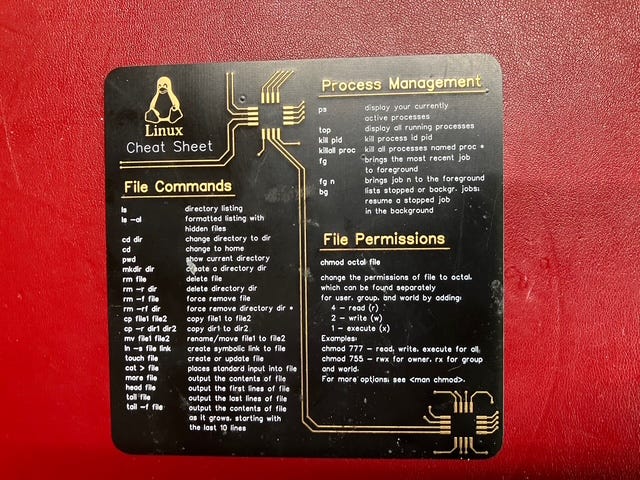 Linux
Cheat Sheet
File Commands
ls directory listing
ls -al formatted listing with
hidden files
cd dir change directory to dir
cd change to home
pwd show current directory
mkdir dir create a directory dir
rm file delete file
rm -r dir delete directory dir
rm -f file force remove file
rm -rf dir force remove directory dir *
cp file1 file2 copy file1 to file2
cp -r dir1 dir2 copy dir1 to dir2
mv file1 file2 rename/move file1 to file2
ln -s file link create symbolic link to file
touch file create or update file
cat > file places standard input into file
more file output the contents of file
head file output the first lines of file
tail file output the last lines of file
tail -f file output the contents of file
as it grows, starting with
the last 10 lines
Process Management
ps display your currently
active processes
top display all running processes
kill pid kill process id pid
killall proc kill all processes named proc *
fg brings the most recent job
to foreground
fg n brings job n to the foreground
bg lists stopped or backgr. jobs;
resume a stopped job
in the background
File Permissions
chmod octal file
change the permissions of file to octal,
which can be found separately
for user, group, and world by adding:
4 - read (r)
2 - write (w)
1 - execute (x)
Examples:
chmod 777 - read, write, execute for all
chmod 755 - rwx for owner, rx for group
and world.
For more options: see <man chmod>.